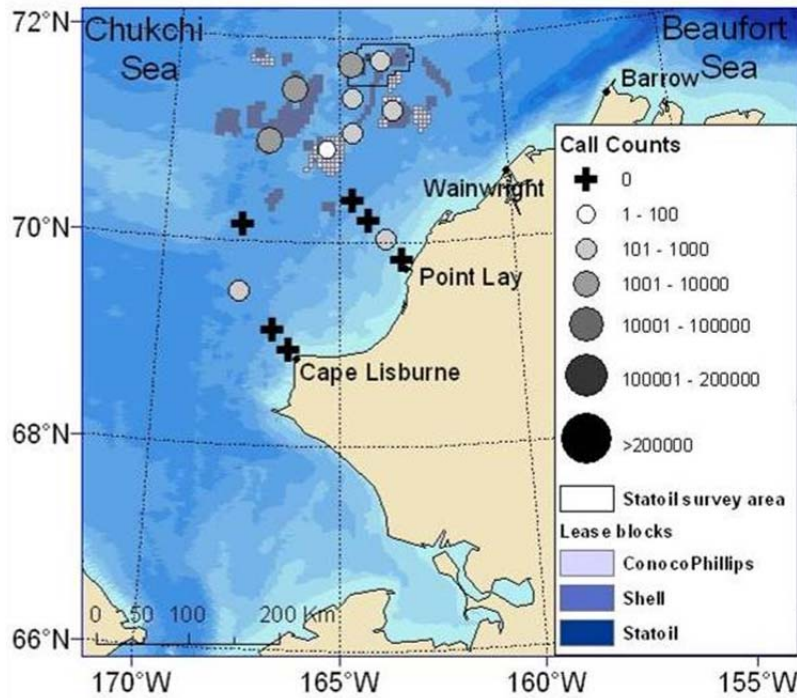 72°N
Chukchi
Sea
Beaufort
Sea
Barrow
Call Counts
0
1 - 100
101 - 1000
1001 - 10000
10001 - 100000
100001 - 200000
>200000
Statoil survey area
Lease blocks
ConocoPhillips
Shell
Statoil
Wainwright
70°N
Point Lay
Cape Lisburne
68°N
0 50 100 200 Km
66°N
170°W 165°W 160°W 155°W